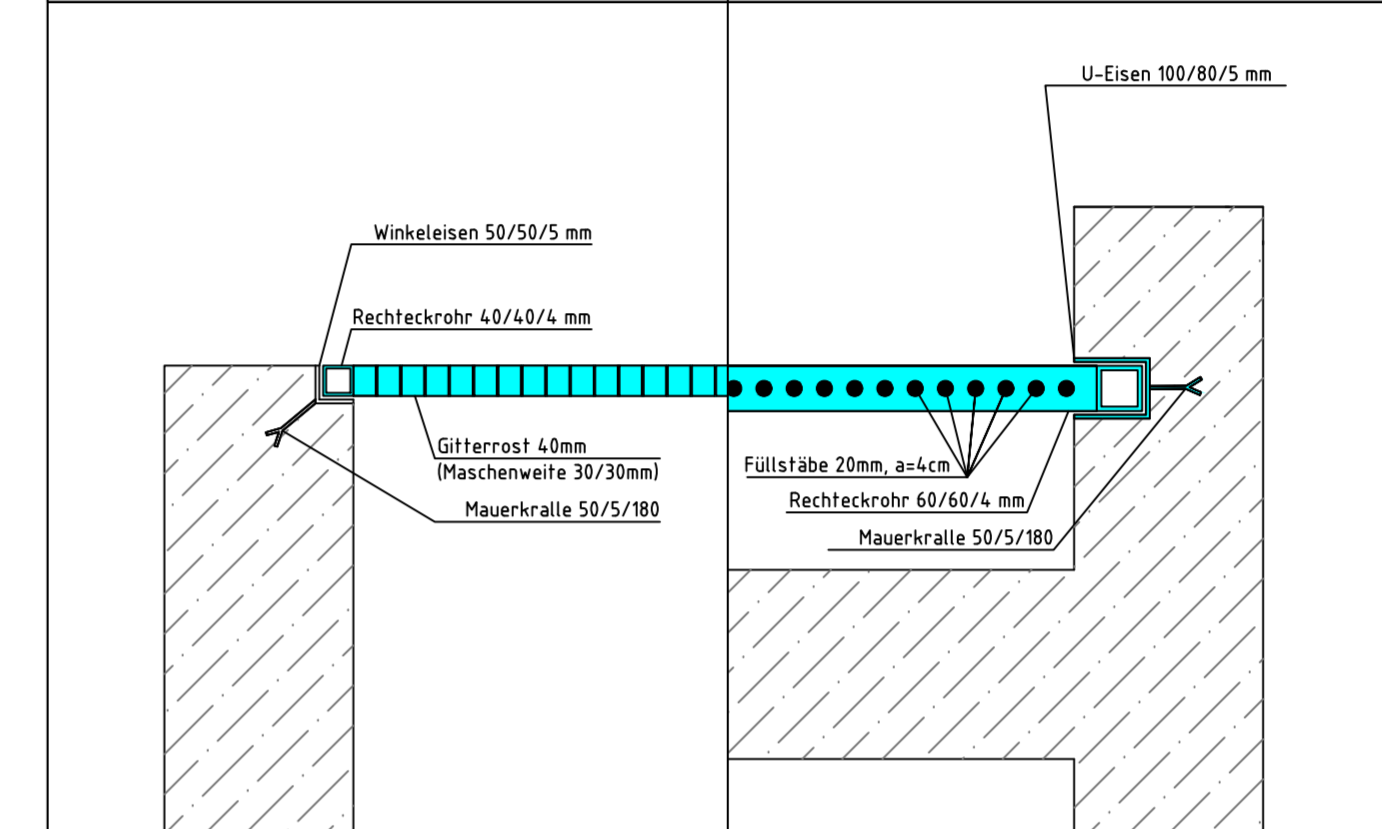 U-Eisen 100/80/5 mm
Winkeleisen 50/50/5 mm
Rechteckrohr 40/40/4 mm
Gitterrost 40mm
(Maschenweite 30/30mm)
Mauerkralle 50/5/180
Füllstäbe 20mm, a=4cm
Rechteckrohr 60/60/4 mm
Mauerkralle 50/5/180